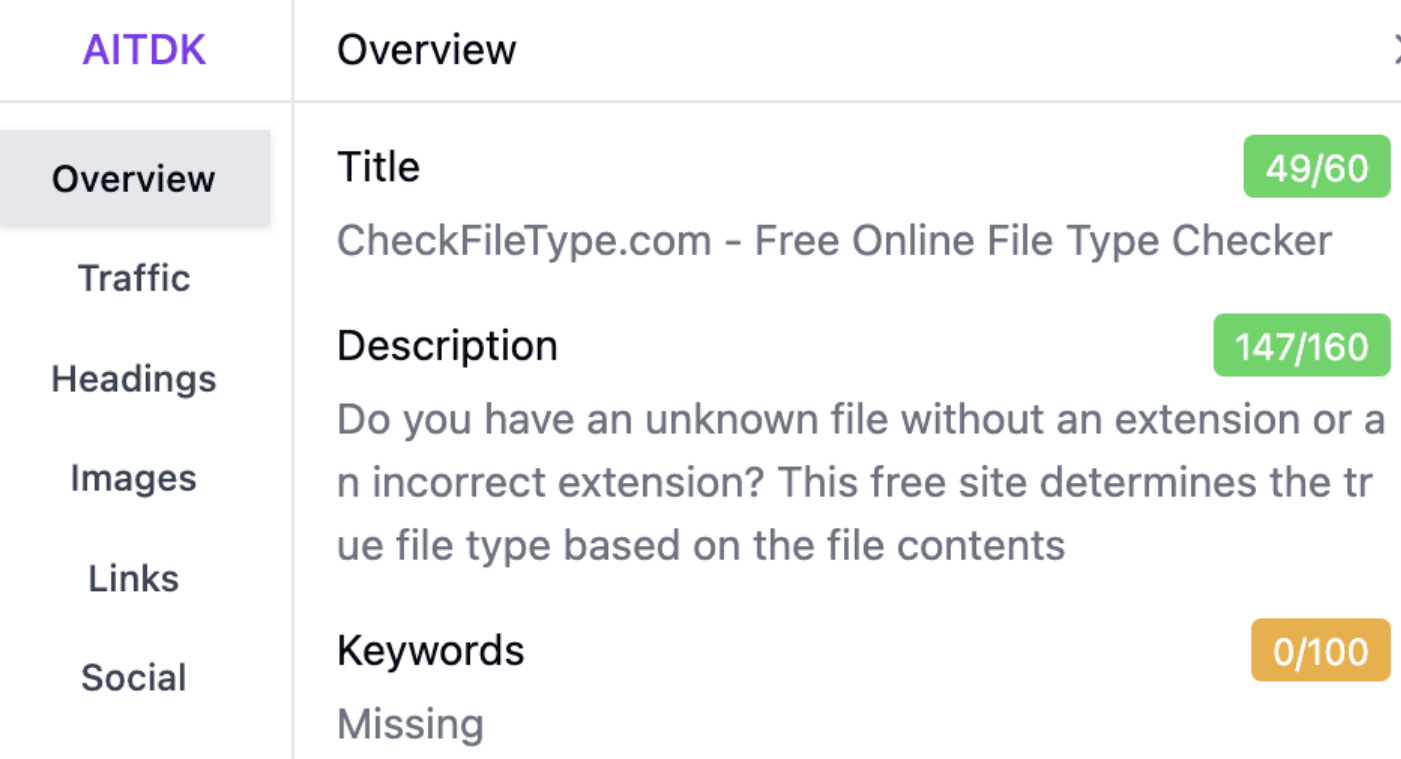 AITDK
Overview
Overview
Traffic
Headings
Images
Links
Social
Title
49/60
CheckFileType.com - Free Online File Type Checker
Description
147/160
Do you have an unknown file without an extension or a
n incorrect extension? This free site determines the tr
ue file type based on the file contents
Keywords
0/100
Missing